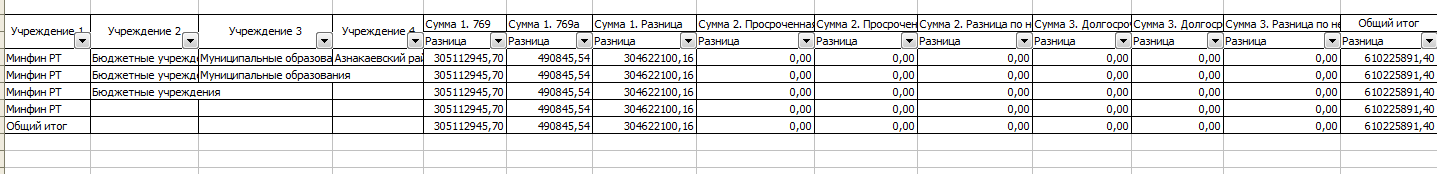 Учреждение 1 Учреждение 2 Учреждение 3 Учреждение 4 Сумма 1. 769 Сумма 1. 769а Сумма 1. Разница Сумма 2. Просроченная Сумма 2. Просрочен Сумма 2. Разница по н Сумма 3. Долгосроч Сумма 3. Долгоср Сумма 3. Разница по не Общий итог
Разница Разница Разница Разница Разница Разница Разница Разница Разница Разница
Минфин РТ Бюджетные учрежде Муниципальные образова Азнакаевский рай 305112945,70 490845,54 304622100,16 0,00 0,00 0,00 0,00 0,00 0,00 610225891,40
Минфин РТ Бюджетные учрежде Муниципальные образования 305112945,70 490845,54 304622100,16 0,00 0,00 0,00 0,00 0,00 0,00 610225891,40
Минфин РТ Бюджетные учреждения 305112945,70 490845,54 304622100,16 0,00 0,00 0,00 0,00 0,00 0,00 610225891,40
Минфин РТ 305112945,70 490845,54 304622100,16 0,00 0,00 0,00 0,00 0,00 0,00 610225891,40
Общий итог 305112945,70 490845,54 304622100,16 0,00 0,00 0,00 0,00 0,00 0,00 610225891,40